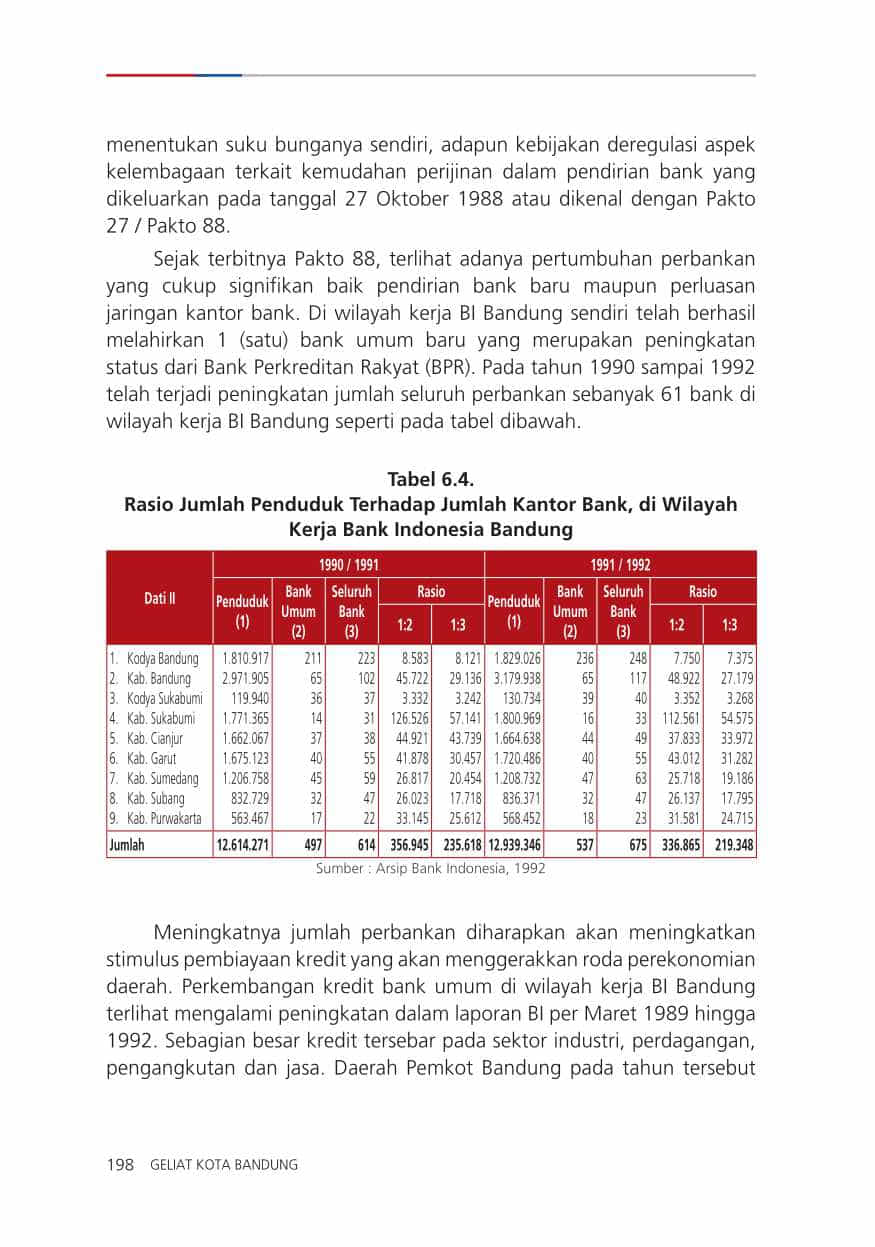 menentukan suku bunganya sendiri, adapun kebijakan deregulasi aspek
kelembagaan terkait kemudahan perijinan dalam pendirian bank yang
dikeluarkan pada tanggal 27 Oktober 1988 atau dikenal dengan Pakto
27 / Pakto 88.
Sejak terbitnya Pakto 88, terlihat adanya pertumbuhan perbankan
yang cukup signifikan baik pendirian bank baru maupun perluasan
jaringan kantor bank. Di wilayah kerja BI Bandung sendiri telah berhasil
melahirkan 1 (satu) bank umum baru yang merupakan peningkatan
status dari Bank Perkreditan Rakyat (BPR). Pada tahun 1990 sampai 1992
telah terjadi peningkatan jumlah seluruh perbankan sebanyak 61 bank di
wilayah kerja BI Bandung seperti pada tabel dibawah.
Tabel 6.4.
Rasio Jumlah Penduduk Terhadap Jumlah Kantor Bank, di Wilayah
Kerja Bank Indonesia Bandung
1990 / 1991 1991 / 1992
Dati II Penduduk (1) Bank Umum (2) Seluruh Bank (3) Rasio Penduduk (1) Bank Umum (2) Seluruh Bank (3) Rasio
1:2 1:3 1:2 1:3
1. Kodya Bandung 1.810.917 211 223 8.583 8.121 1.829.026 236 248 7.750 7.375
2. Kab. Bandung 2.971.905 65 102 45.722 29.136 3.179.938 65 117 48.922 27.179
3. Kodya Sukabumi 119.940 36 37 3.332 3.242 130.734 39 40 3.352 3.268
4. Kab. Sukabumi 1.771.365 14 31 126.526 57.141 1.800.969 16 33 112.561 54.575
5. Kab. Cianjur 1.662.067 37 38 44.921 43.739 1.664.638 44 49 37.833 33.972
6. Kab. Garut 1.675.123 40 55 41.878 30.457 1.720.486 40 55 43.012 31.282
7. Kab. Sumedang 1.206.758 45 59 26.817 20.454 1.208.732 47 63 25.718 19.186
8. Kab. Subang 832.729 32 47 26.023 17.718 836.371 32 47 26.137 17.795
9. Kab. Purwakarta 563.467 17 22 33.145 25.612 568.452 18 23 31.581 24.715
Jumlah 12.614.271 497 614 356.945 235.618 12.939.346 537 675 336.865 219.348
Sumber : Arsip Bank Indonesia, 1992
Meningkatnya jumlah perbankan diharapkan akan meningkatkan
stimulus pembiayaan kredit yang akan menggerakkan roda perekonomian
daerah. Perkembangan kredit bank umum di wilayah kerja BI Bandung
terlihat mengalami peningkatan dalam laporan BI per Maret 1989 hingga
1992. Sebagian besar kredit tersebar pada sektor industri, perdagangan,
pengangkutan dan jasa. Daerah Pemkot Bandung pada tahun tersebut
198 GELIAT KOTA BANDUNG